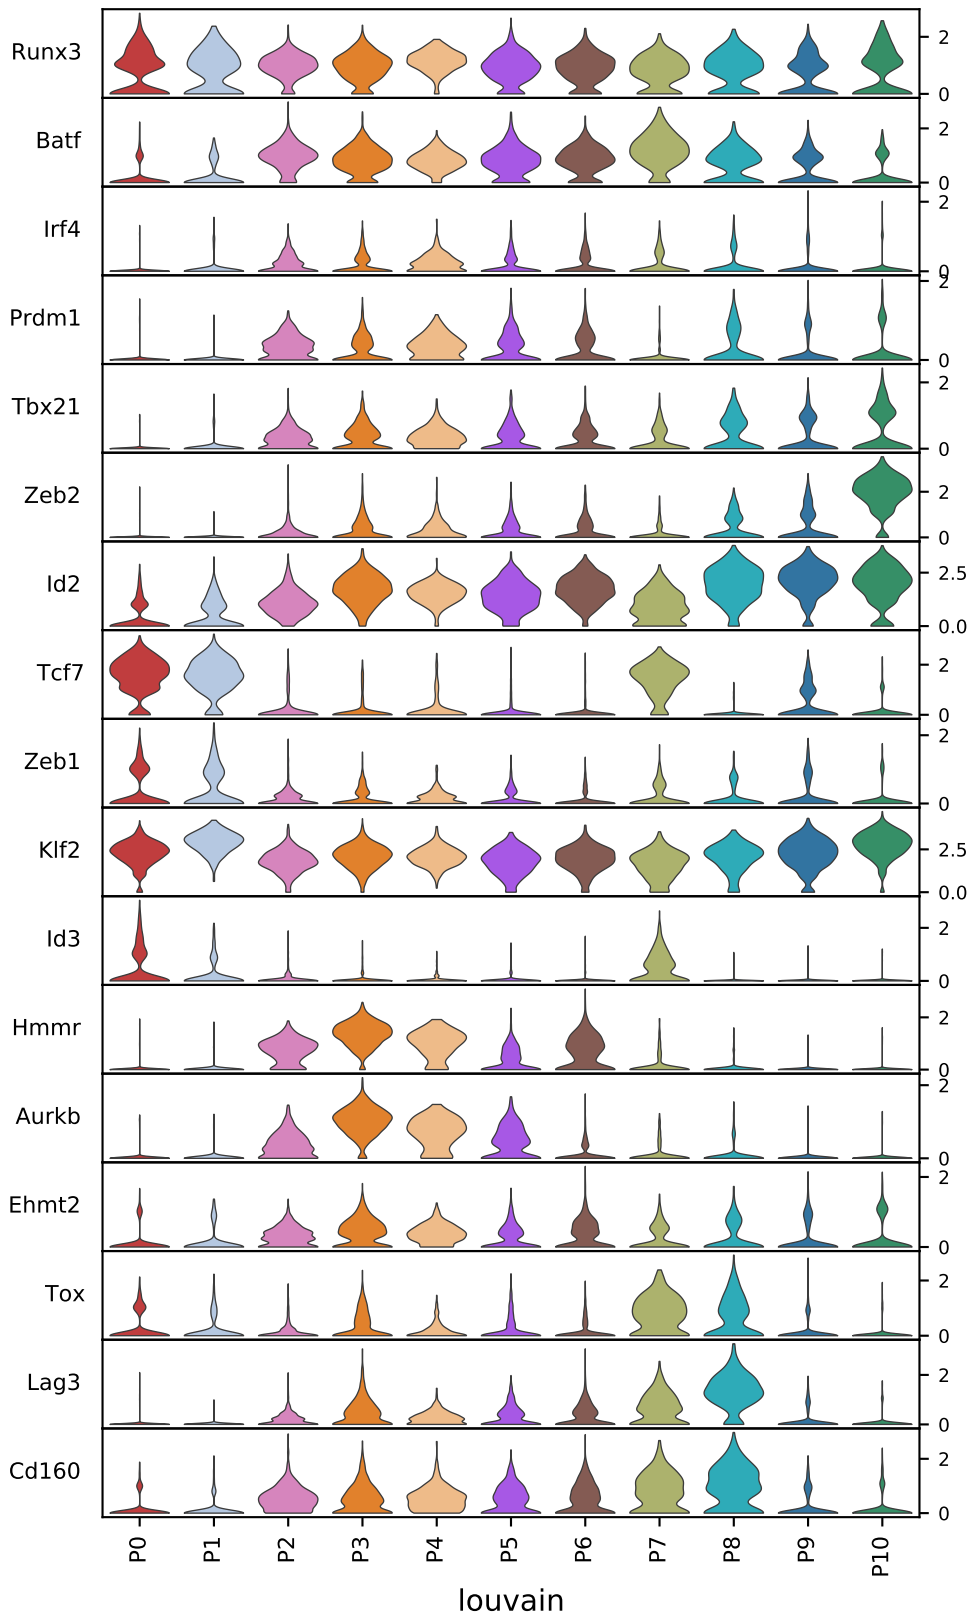 Runx3
2
0
Batf
2
0
Irf4
2
0
Prdm1
2
0
Tbx21
2
0
Zeb2
2
0
Id2
2.5
0.0
Tcf7
2
0
Zeb1
2
0
Klf2
2.5
0.0
Id3
2
0
Hmmr
2
0
Aurkb
2
0
Ehmt2
2
0
Tox
2
0
Lag3
2
0
Cd160
2
0
P0 P1 P2 P3 P4 P5 P6 P7 P8 P9 P10
louvain